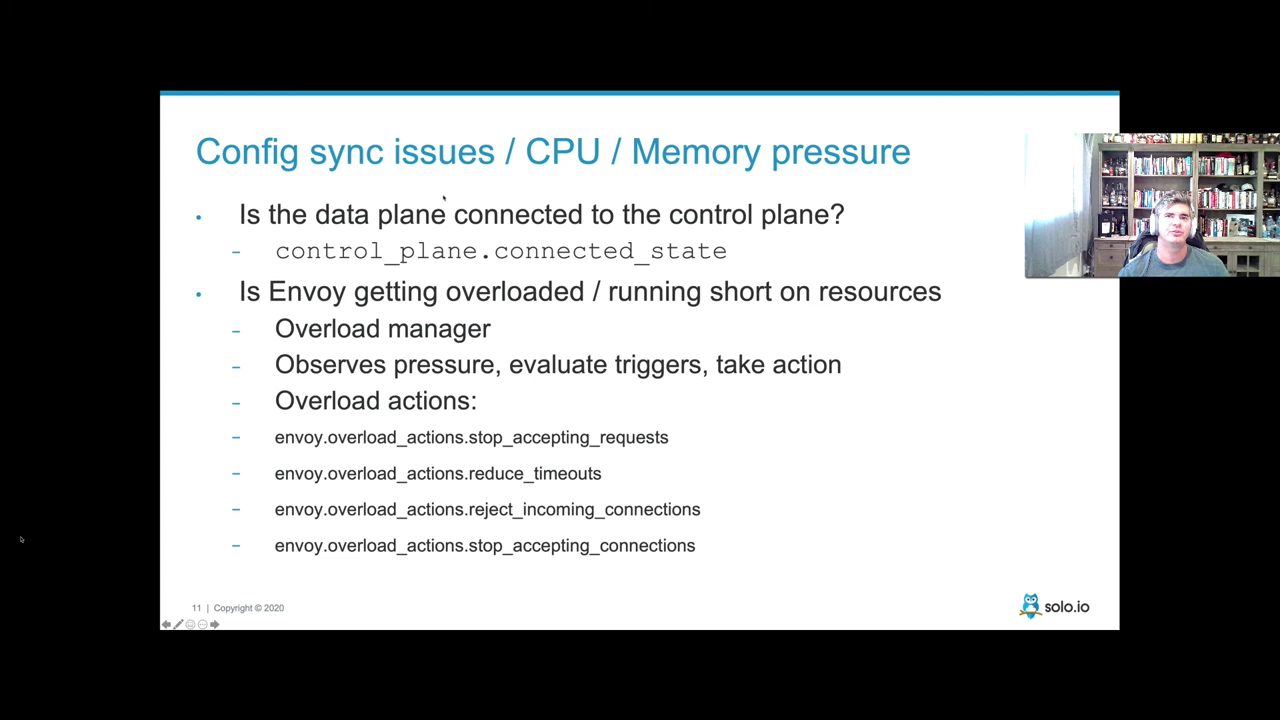 Config sync issues / CPU / Memory pressure
• Is the data plane connected to the control plane?
- control_plane.connected_state
• Is Envoy getting overloaded / running short on resources
- Overload manager
- Observes pressure, evaluate triggers, take action
- Overload actions:
- envoy.overload_actions.stop_accepting_requests
- envoy.overload_actions.reduce_timeouts
- envoy.overload_actions.reject_incoming_connections
- envoy.overload_actions.stop_accepting_connections
11 | Copyright © 2020
solo.io